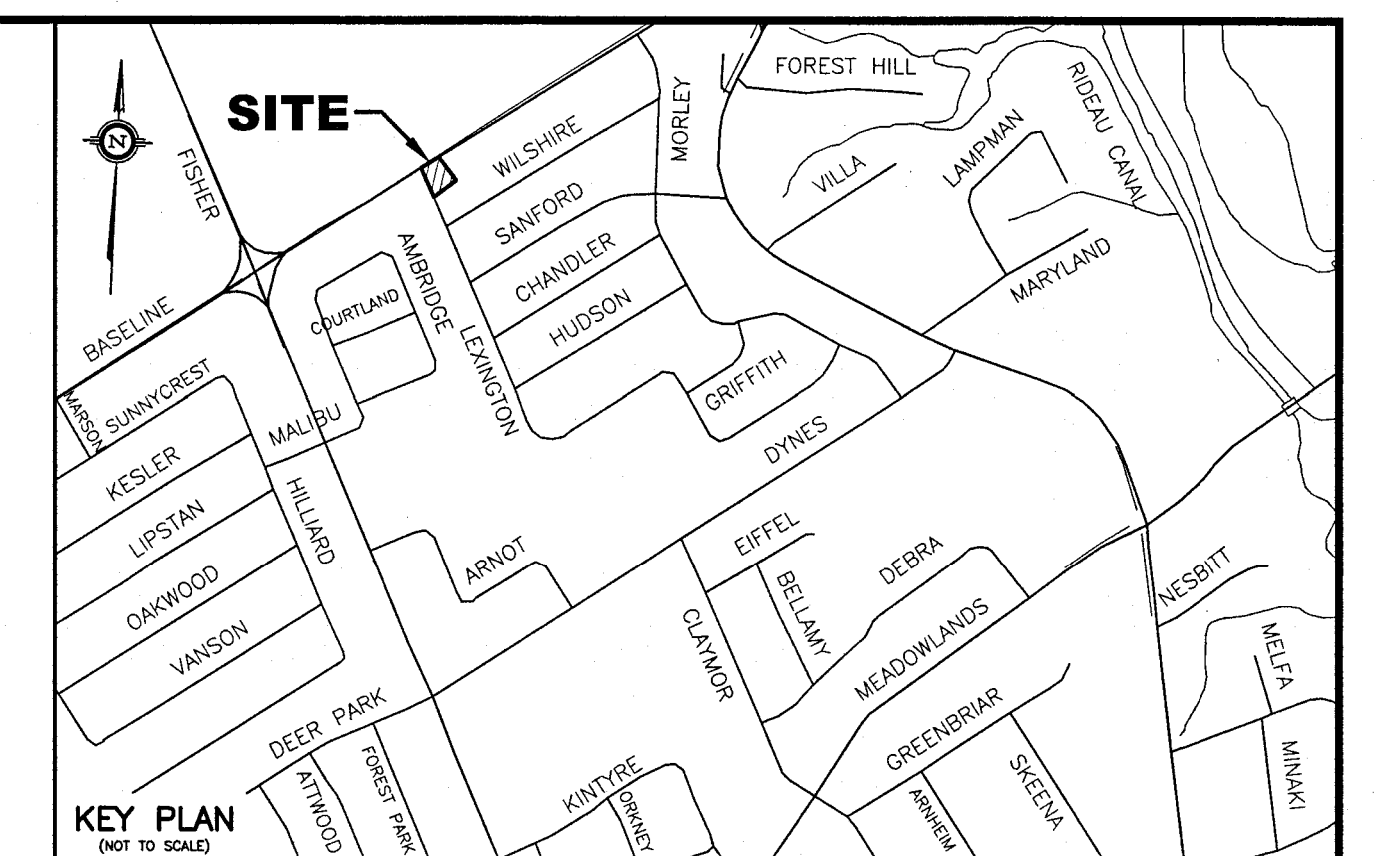 FOREST HILL
SITE
MORLEY
RIDEAU CANAL
WILSHIRE
LAMPMAN
N
FISHER
VILLA
SANFORD
AMBRIDGE
CHANDLER
MARYLAND
COURTLAND
HUDSON
BASELINE
LEXINGTON
GRIFFITH
SUNNYCREST
MARSON
MALIBU
DYNES
KESLER
HILLIARD
LIPSTAN
EIFFEL
ARNOT
DEBRA
BELLAMY
NESBITT
OAKWOOD
CLAYMOR
VANSON
MEADOWLANDS
MELFA
DEER PARK
GREENBRIAR
FOREST PARK
SKEENA
MINAKI
KINTYRE
ATTWOOD
ORKNEY
ARNHEIM
KEY PLAN
(NOT TO SCALE)